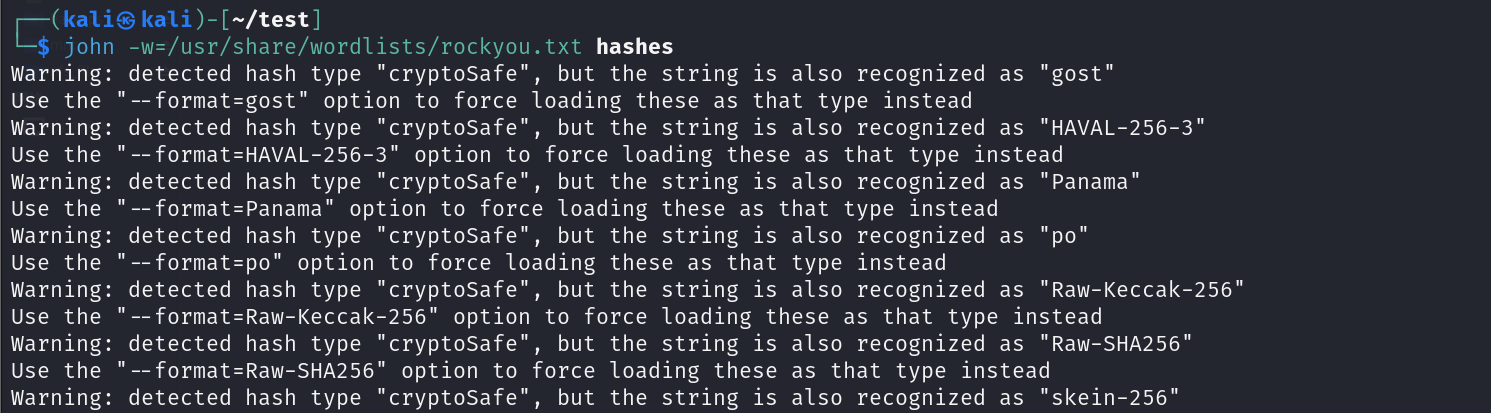 ┌──(kali㉿kali)-[~/test]
└─$ john -w=/usr/share/wordlists/rockyou.txt hashes
Warning: detected hash type "cryptoSafe", but the string is also recognized as "gost"
Use the "--format=gost" option to force loading these as that type instead
Warning: detected hash type "cryptoSafe", but the string is also recognized as "HAVAL-256-3"
Use the "--format=HAVAL-256-3" option to force loading these as that type instead
Warning: detected hash type "cryptoSafe", but the string is also recognized as "Panama"
Use the "--format=Panama" option to force loading these as that type instead
Warning: detected hash type "cryptoSafe", but the string is also recognized as "po"
Use the "--format=po" option to force loading these as that type instead
Warning: detected hash type "cryptoSafe", but the string is also recognized as "Raw-Keccak-256"
Use the "--format=Raw-Keccak-256" option to force loading these as that type instead
Warning: detected hash type "cryptoSafe", but the string is also recognized as "Raw-SHA256"
Use the "--format=Raw-SHA256" option to force loading these as that type instead
Warning: detected hash type "cryptoSafe", but the string is also recognized as "skein-256"